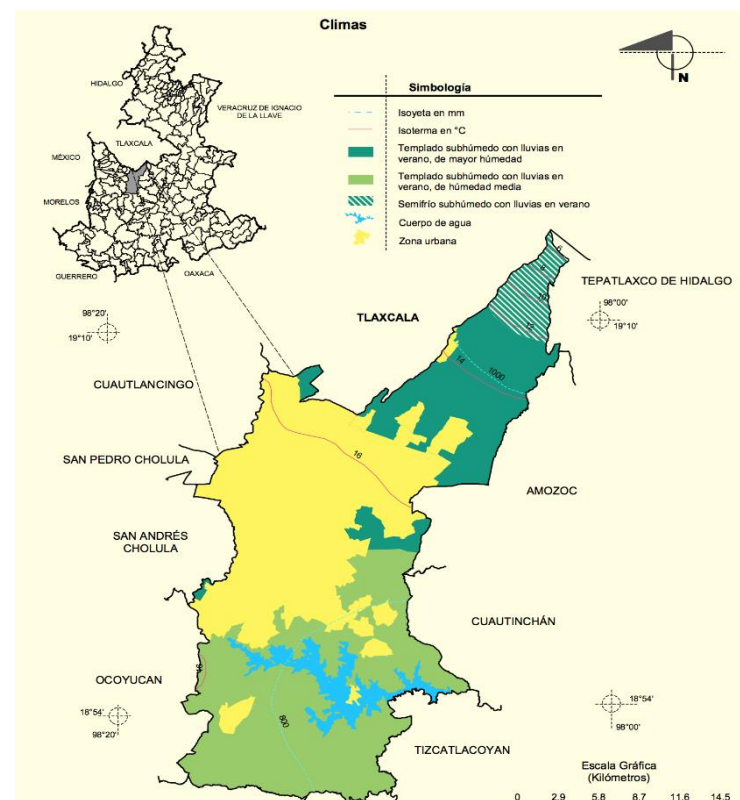 Climas
N
HIDALGO
VERACRUZ DE IGNACIO
DE LA LLAVE
TLAXCALA
MÉXICO
MORELOS
GUERRERO
OAXACA
Simbología
Isoyeta en mm
Isoterma en °C
Templado subhúmedo con lluvias en
verano, de mayor húmedad
Templado subhúmedo con lluvias en
verano, de húmedad media
Semifrío subhúmedo con lluvias en verano
Cuerpo de agua
Zona urbana
TEPATLAXCO DE HIDALGO
98°20'
19°10'
TLAXCALA
98°00'
19°10'
6
10
12
14
1000
CUAUTLANCINGO
16
SAN PEDRO CHOLULA
AMOZOC
SAN ANDRÉS
CHOLULA
CUAUTINCHÁN
OCOYUCAN
16
18°54'
98°20'
800
18°54'
98°00'
TIZCATLACOYAN
Escala Gráfica
(Kilómetros)
0 2.9 5.8 8.7 11.6 14.5